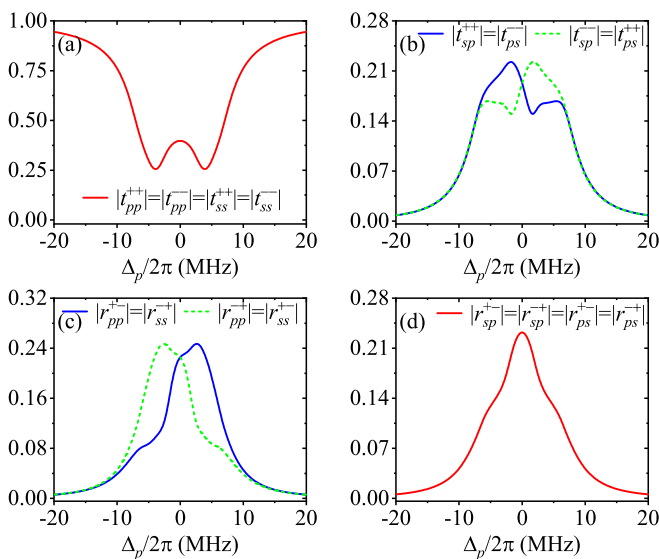 1.00
0.75
0.50
0.25
0.00
(a)
|t_{pp}^{++}|=|t_{pp}^{--}|=|t_{ss}^{++}|=|t_{ss}^{--}|
-20 -10 0 10 20
Δ_p/2π (MHz)
0.28
0.21
0.14
0.07
0.00
(b)
|t_{sp}^{++}|=|t_{ps}^{--}|
|t_{sp}^{--}|=|t_{ps}^{++}|
-20 -10 0 10 20
Δ_p/2π (MHz)
0.32
0.24
0.16
0.08
0.00
(c)
|r_{pp}^{+-}|=|r_{ss}^{-+}|
|r_{pp}^{-+}|=|r_{ss}^{+-}|
-20 -10 0 10 20
Δ_p/2π (MHz)
0.28
0.21
0.14
0.07
0.00
(d)
|r_{sp}^{+-}|=|r_{sp}^{-+}|=|r_{ps}^{+-}|=|r_{ps}^{-+}|
-20 -10 0 10 20
Δ_p/2π (MHz)